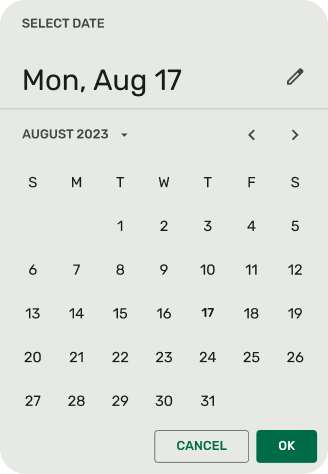 SELECT DATE
Mon, Aug 17
AUGUST 2023
S M T W T F S
1 2 3 4 5
6 7 8 9 10 11 12
13 14 15 16 17 18 19
20 21 22 23 24 25 26
27 28 29 30 31
CANCEL OK